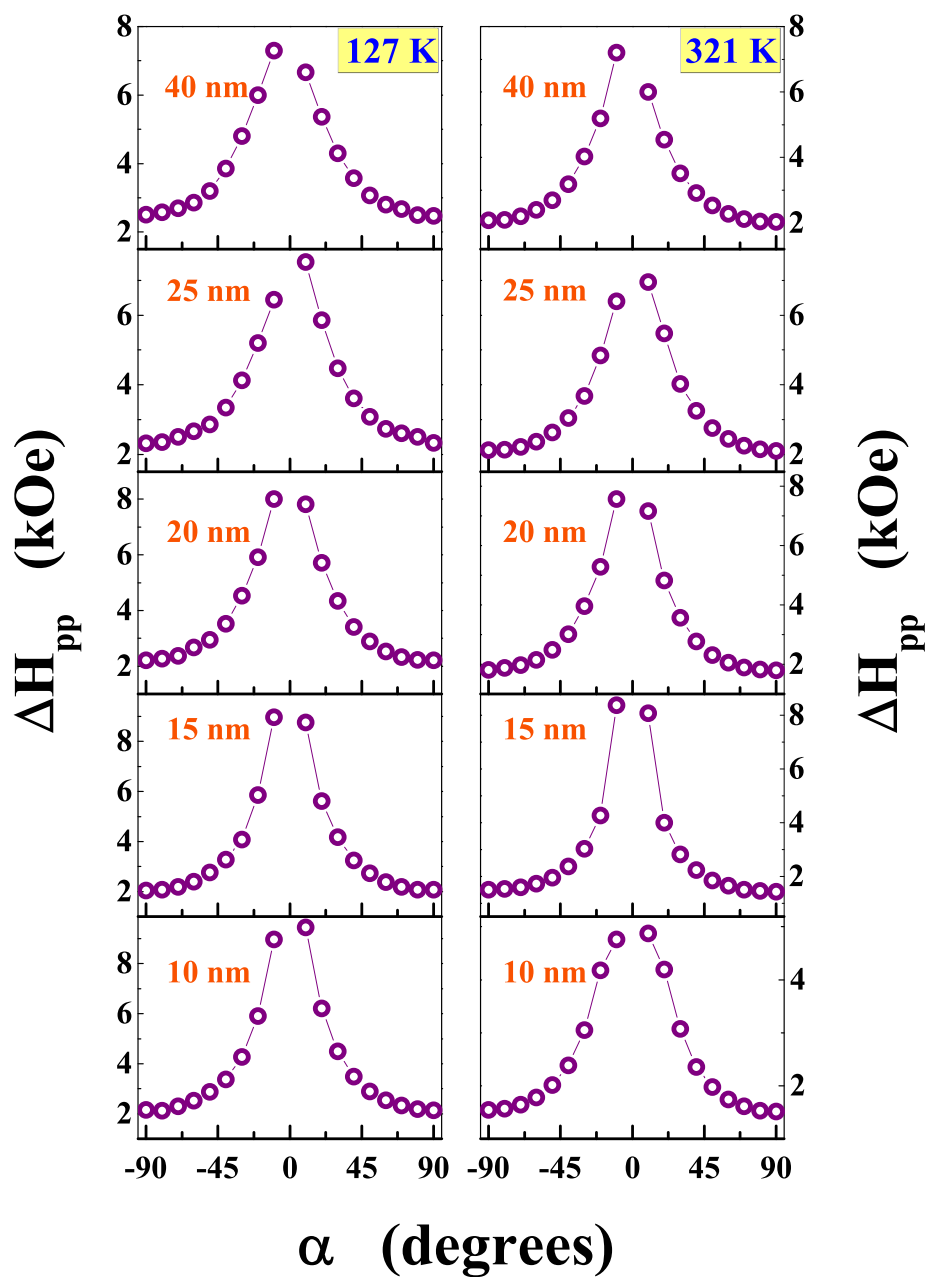 127 K 321 K
8 8
40 nm 40 nm
6 6
4 4
2 2
25 nm 25 nm
6 6
4 4
2 2
8 8
20 nm 20 nm
6 6
4 4
2 2
15 nm 15 nm
8 8
6 6
4 4
2 2
10 nm 10 nm
8
6 4
4
2 2
-90 -45 0 45 90 -90 -45 0 45 90
ΔHpp (kOe)
ΔHpp (kOe)
α (degrees)